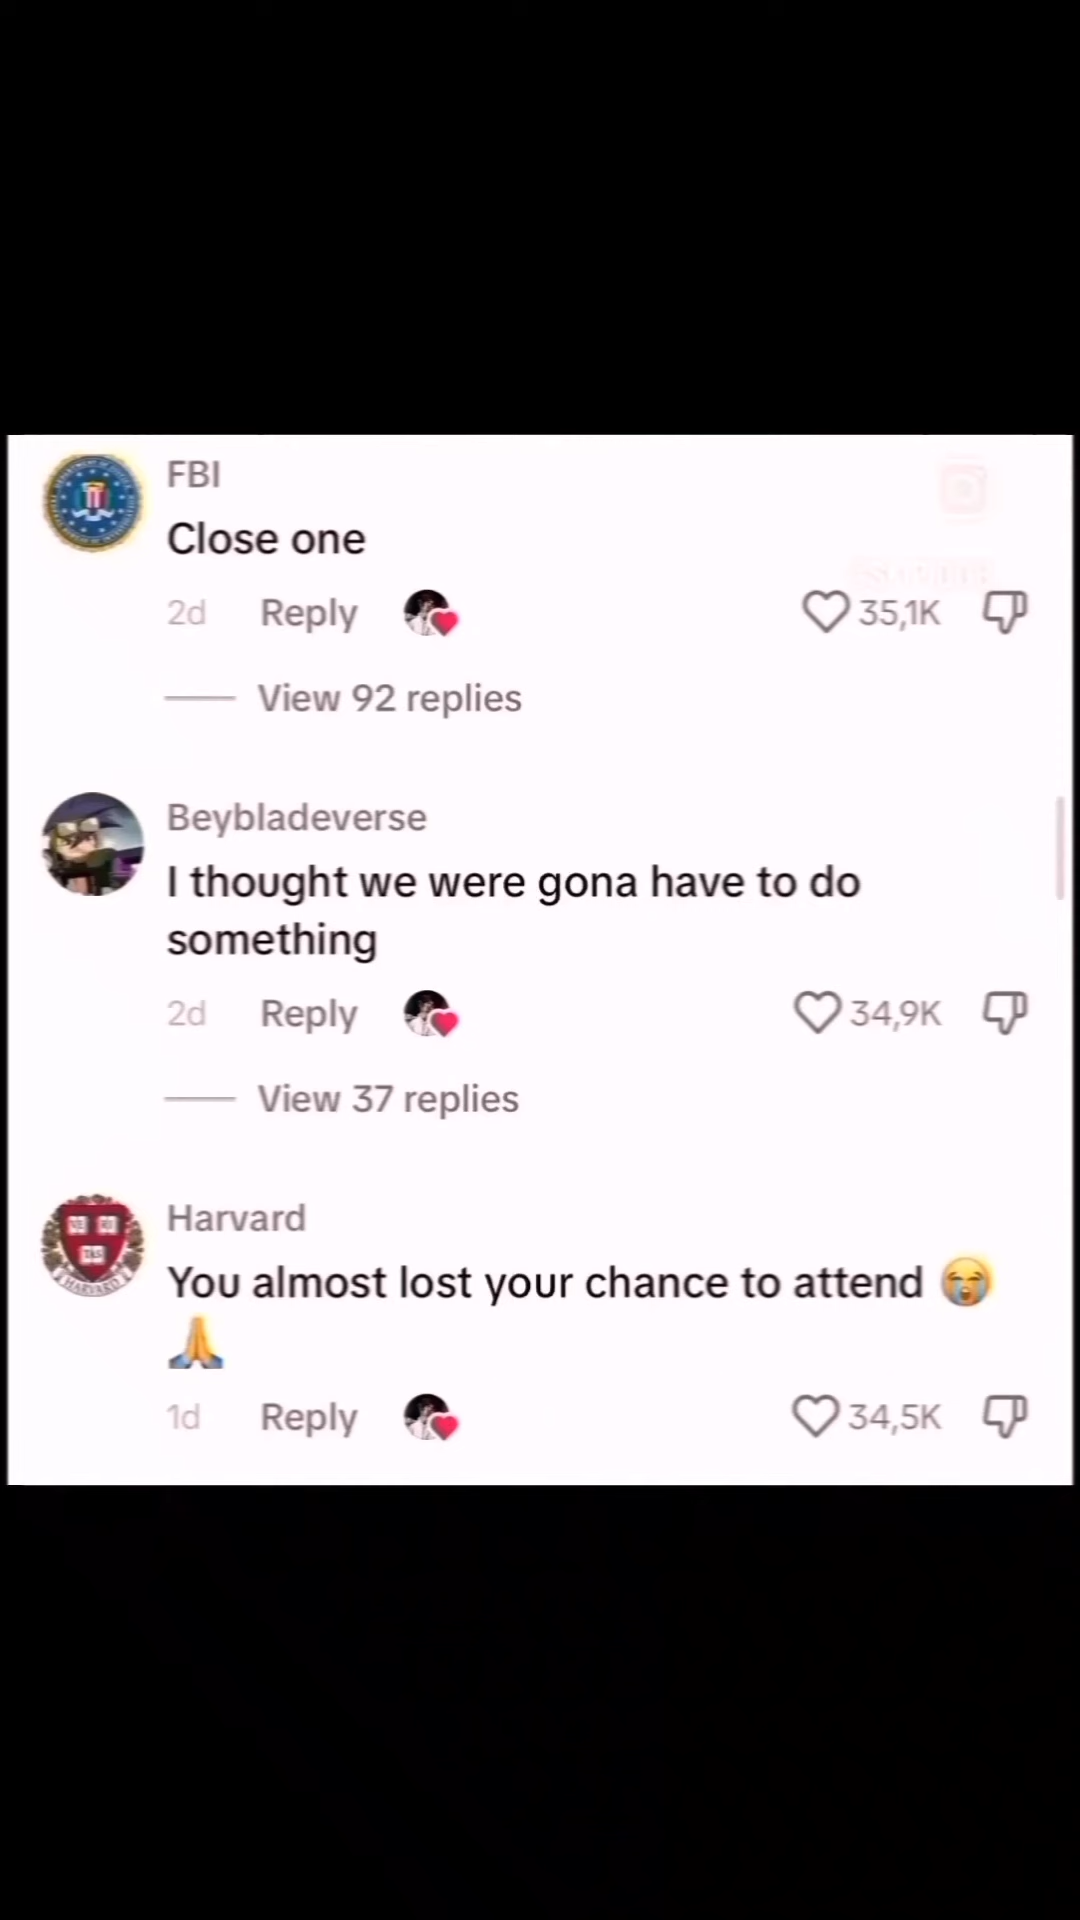 FBI
Close one
2d Reply 35,1K
View 92 replies
Beybladeverse
I thought we were gona have to do
something
2d Reply 34,9K
View 37 replies
Harvard
You almost lost your chance to attend 😭
🙏
1d Reply 34,5K